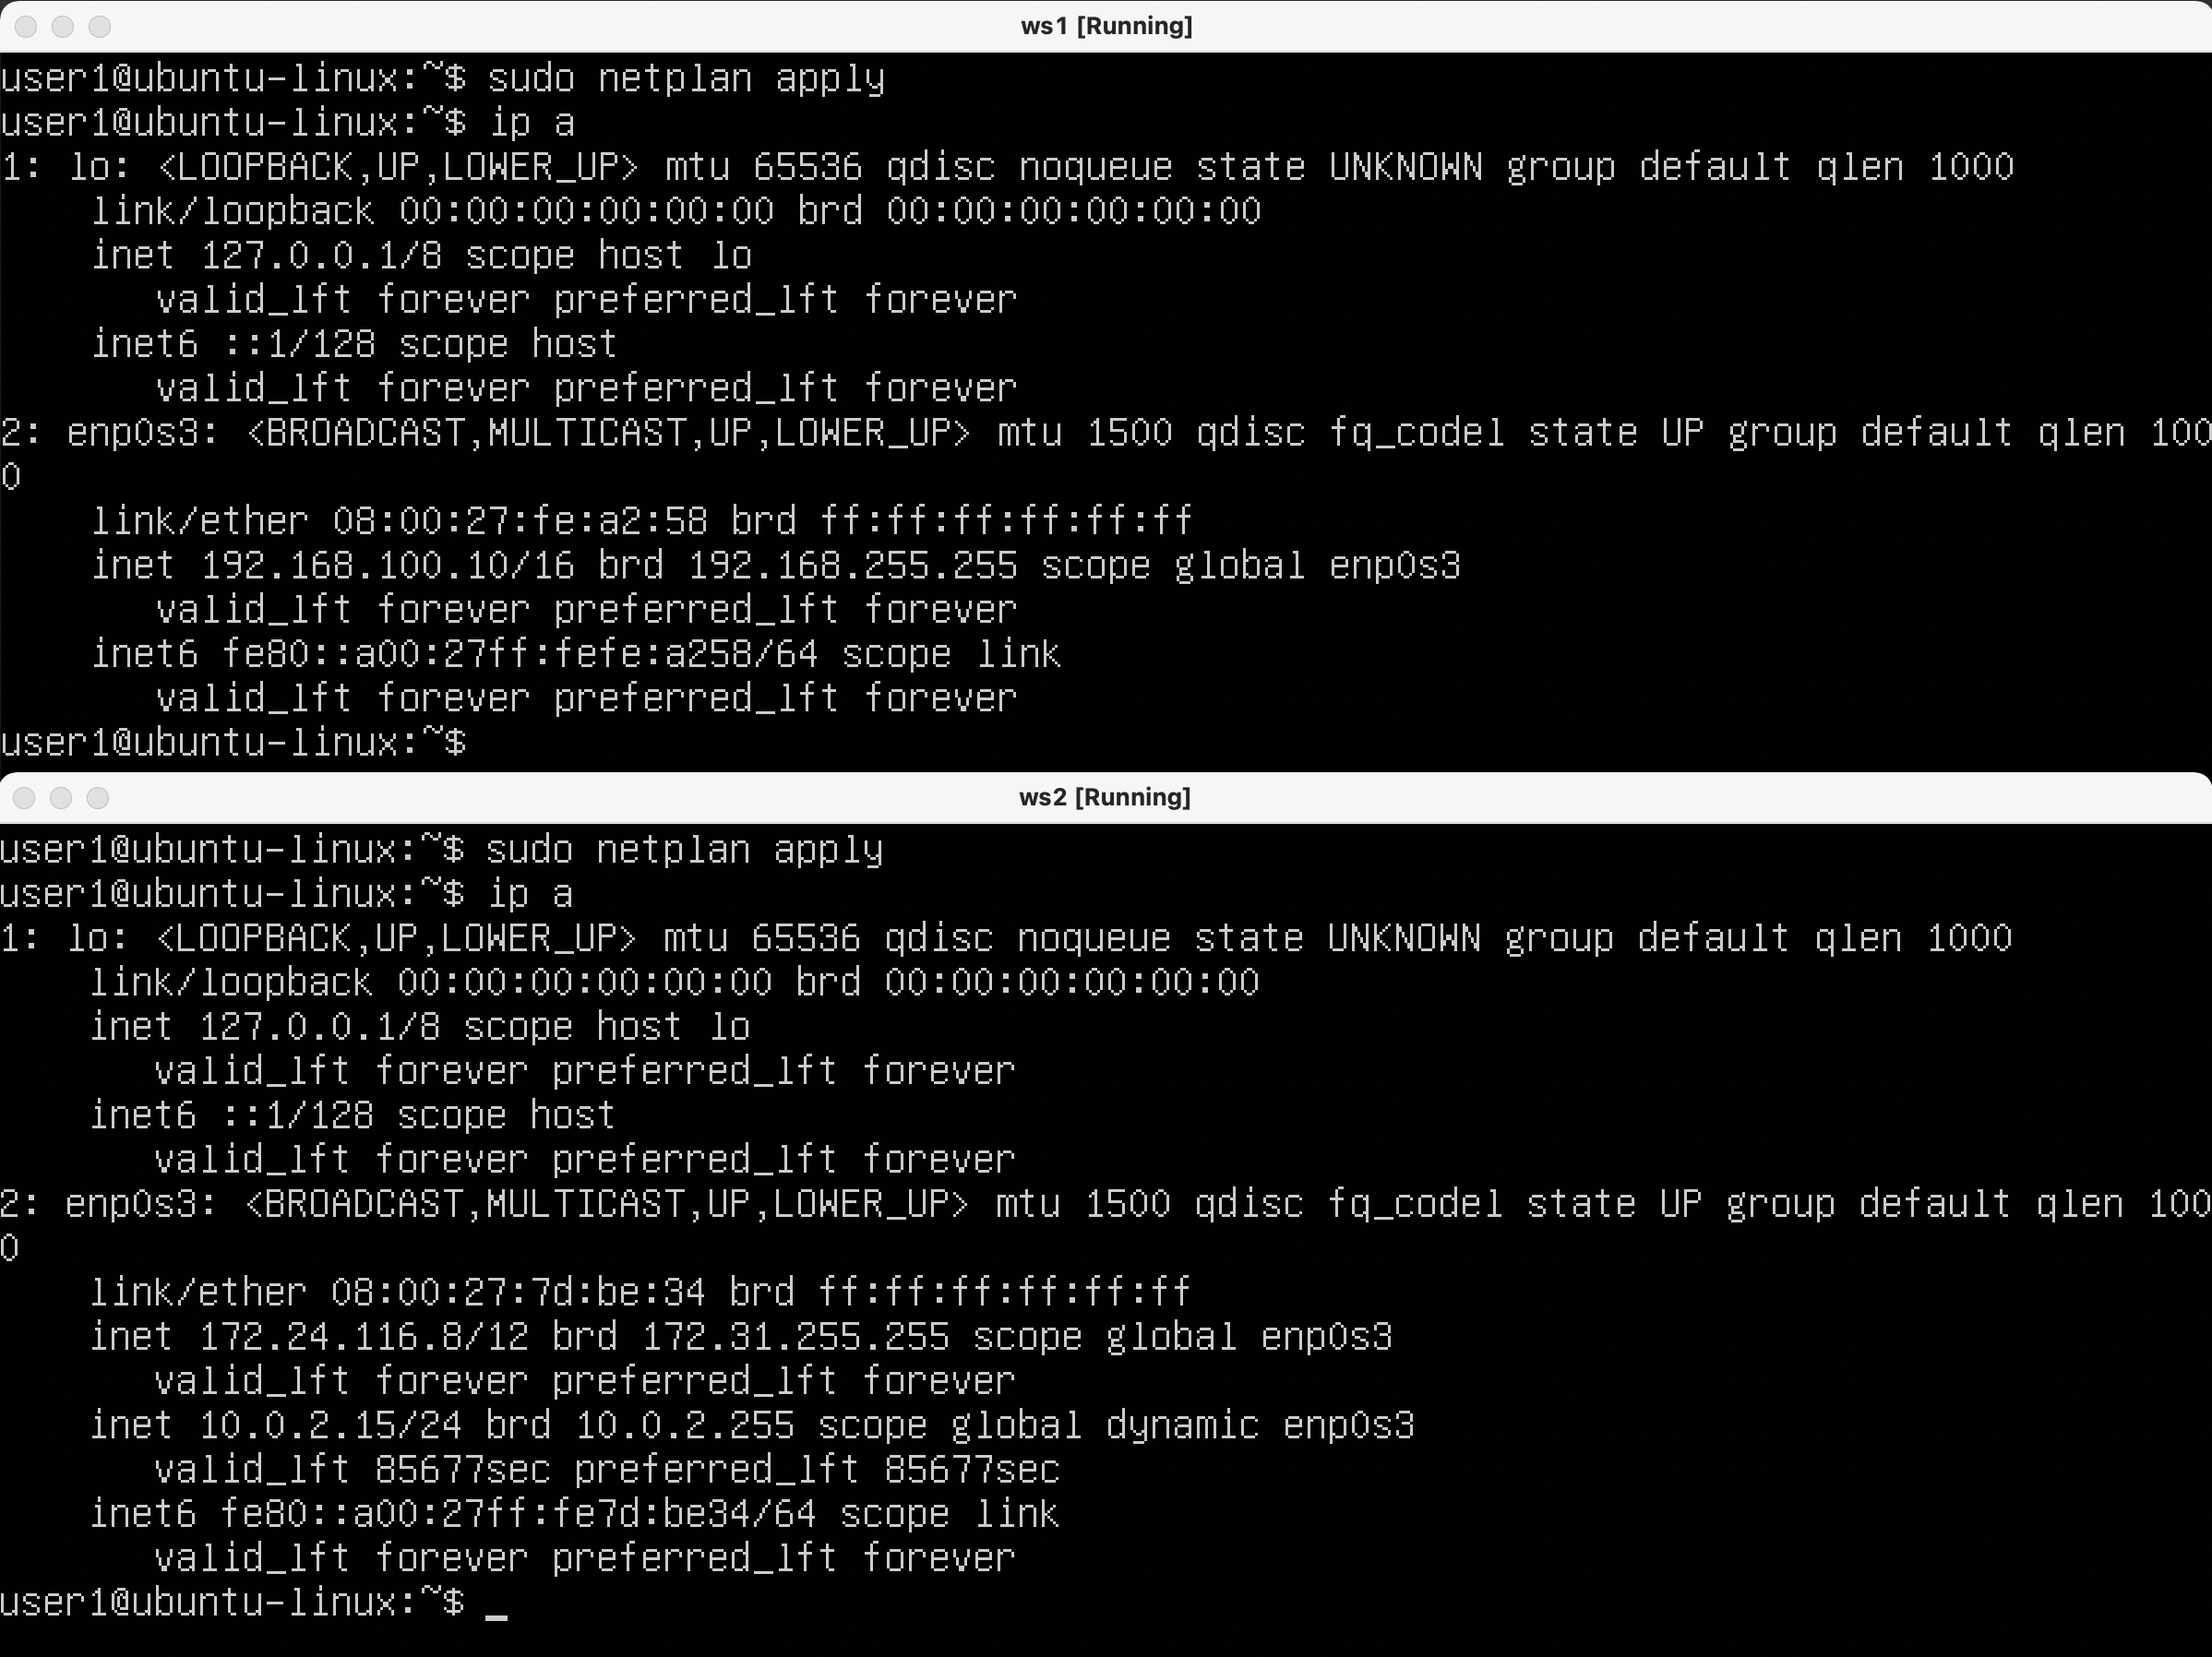 ws1 [Running]
user1@ubuntu-linux:~$ sudo netplan apply
user1@ubuntu-linux:~$ ip a
1: lo: <LOOPBACK,UP,LOWER_UP> mtu 65536 qdisc noqueue state UNKNOWN group default qlen 1000
    link/loopback 00:00:00:00:00:00 brd 00:00:00:00:00:00
    inet 127.0.0.1/8 scope host lo
       valid_lft forever preferred_lft forever
    inet6 ::1/128 scope host
       valid_lft forever preferred_lft forever
2: enp0s3: <BROADCAST,MULTICAST,UP,LOWER_UP> mtu 1500 qdisc fq_codel state UP group default qlen 100
0
    link/ether 08:00:27:fe:a2:58 brd ff:ff:ff:ff:ff:ff
    inet 192.168.100.10/16 brd 192.168.255.255 scope global enp0s3
       valid_lft forever preferred_lft forever
    inet6 fe80::a00:27ff:fefe:a258/64 scope link
       valid_lft forever preferred_lft forever
user1@ubuntu-linux:~$
ws2 [Running]
user1@ubuntu-linux:~$ sudo netplan apply
user1@ubuntu-linux:~$ ip a
1: lo: <LOOPBACK,UP,LOWER_UP> mtu 65536 qdisc noqueue state UNKNOWN group default qlen 1000
    link/loopback 00:00:00:00:00:00 brd 00:00:00:00:00:00
    inet 127.0.0.1/8 scope host lo
       valid_lft forever preferred_lft forever
    inet6 ::1/128 scope host
       valid_lft forever preferred_lft forever
2: enp0s3: <BROADCAST,MULTICAST,UP,LOWER_UP> mtu 1500 qdisc fq_codel state UP group default qlen 100
0
    link/ether 08:00:27:7d:be:34 brd ff:ff:ff:ff:ff:ff
    inet 172.24.116.8/12 brd 172.31.255.255 scope global enp0s3
       valid_lft forever preferred_lft forever
    inet 10.0.2.15/24 brd 10.0.2.255 scope global dynamic enp0s3
       valid_lft 85677sec preferred_lft 85677sec
    inet6 fe80::a00:27ff:fe7d:be34/64 scope link
       valid_lft forever preferred_lft forever
user1@ubuntu-linux:~$ _